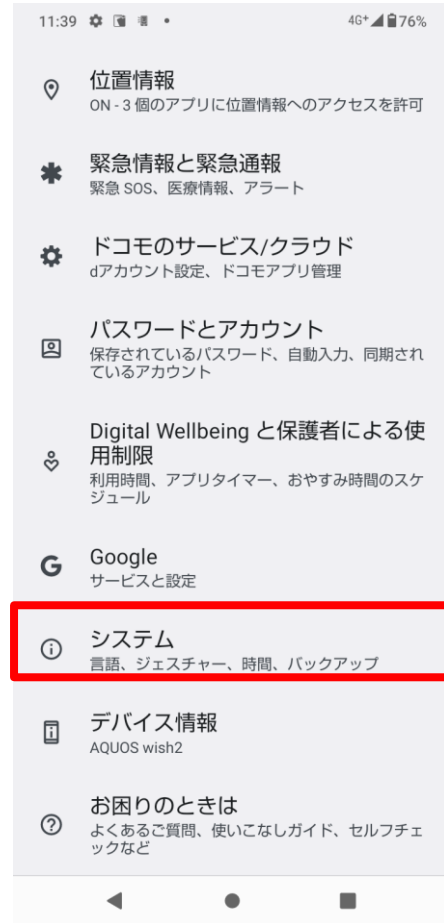 11:39 4G+ 76%
位置情報
ON - 3 個のアプリに位置情報へのアクセスを許可
緊急情報と緊急通報
緊急 SOS、医療情報、アラート
ドコモのサービス/クラウド
dアカウント設定、ドコモアプリ管理
パスワードとアカウント
保存されているパスワード、自動入力、同期され
ているアカウント
Digital Wellbeing と保護者による使
用制限
利用時間、アプリタイマー、おやすみ時間のスケ
ジュール
Google
サービスと設定
システム
言語、ジェスチャー、時間、バックアップ
デバイス情報
AQUOS wish2
お困りのときは
よくあるご質問、使いこなしガイド、セルフチェ
ックなど